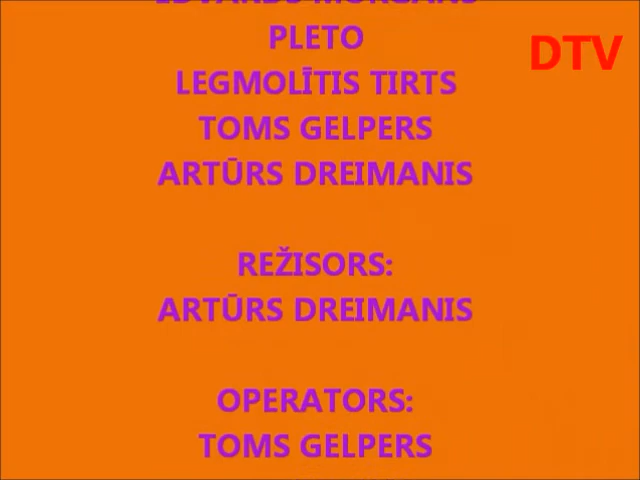 PLETO
DTV
LEGMOLĪTIS TIRTS
TOMS GELPERS
ARTŪRS DREIMANIS
REŽISORS:
ARTŪRS DREIMANIS
OPERATORS:
TOMS GELPERS